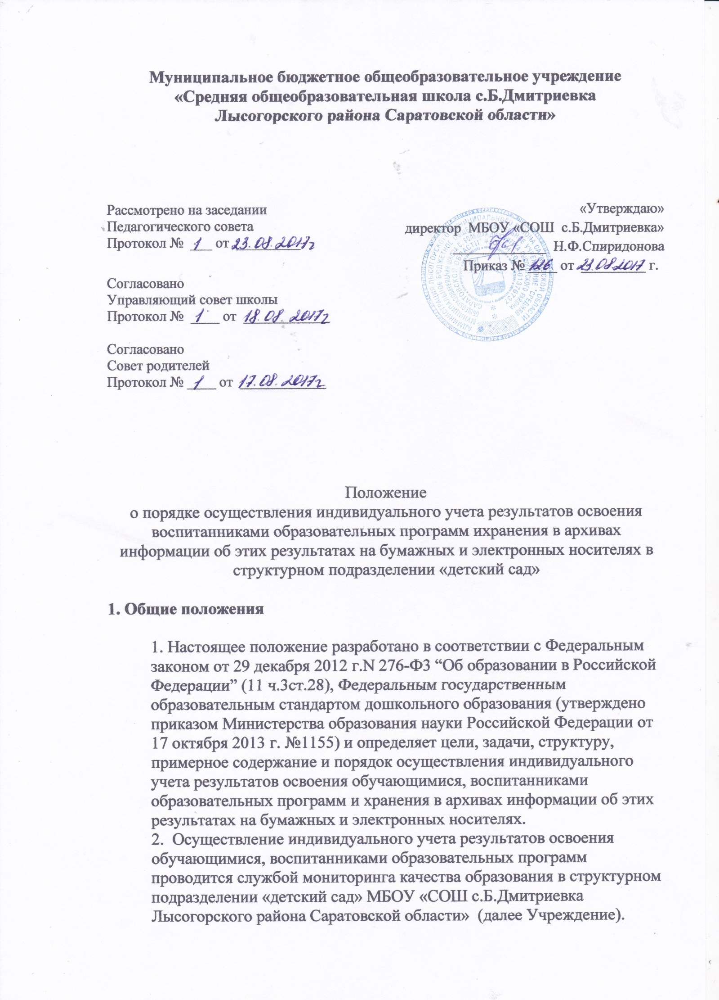 Муниципальное бюджетное общеобразовательное учреждение
«Средняя общеобразовательная школа с.Б.Дмитриевка
Лысогорского района Саратовской области»
Рассмотрено на заседании
Педагогического совета
Протокол № 1 от 23.08.2017г
Согласовано
Управляющий совет школы
Протокол № 1 от 18.08.2017г
Согласовано
Совет родителей
Протокол № 1 от 17.08.2017г
«Утверждаю»
директор МБОУ «СОШ с.Б.Дмитриевка»
Н.Ф.Спиридонова
Приказ № 126 от 23.08.2017 г.
Положение
о порядке осуществления индивидуального учета результатов освоения
воспитанниками образовательных программ ихранения в архивах
информации об этих результатах на бумажных и электронных носителях в
структурном подразделении «детский сад»
1. Общие положения
1. Настоящее положение разработано в соответствии с Федеральным
законом от 29 декабря 2012 г.N 276-ФЗ “Об образовании в Российской
Федерации” (11 ч.3ст.28), Федеральным государственным
образовательным стандартом дошкольного образования (утверждено
приказом Министерства образования науки Российской Федерации от
17 октября 2013 г. №1155) и определяет цели, задачи, структуру,
примерное содержание и порядок осуществления индивидуального
учета результатов освоения обучающимися, воспитанниками
образовательных программ и хранения в архивах информации об этих
результатах на бумажных и электронных носителях.
2. Осуществление индивидуального учета результатов освоения
обучающимися, воспитанниками образовательных программ
проводится службой мониторинга качества образования в структурном
подразделении «детский сад» МБОУ «СОШ с.Б.Дмитриевка
Лысогорского района Саратовской области» (далее Учреждение).